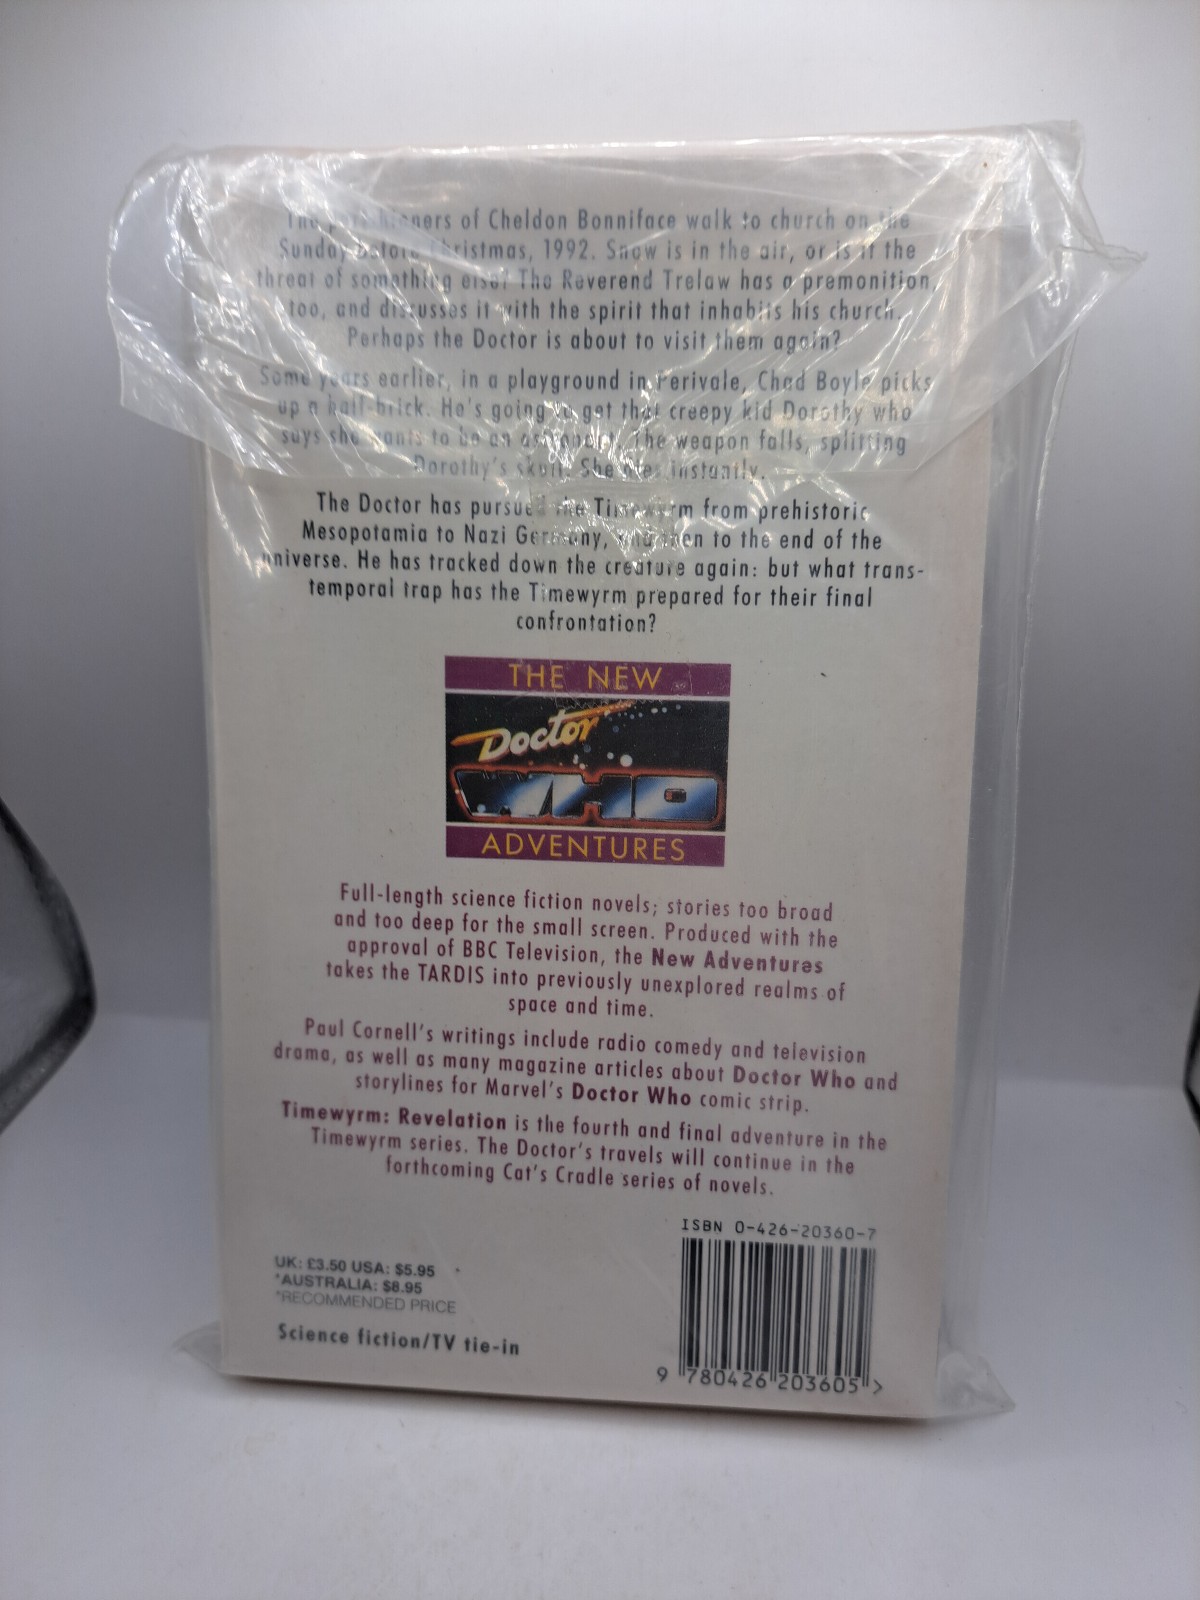 The parishioners of Cheldon Bonniface walk to church on the
Sunday before Christmas, 1992. Snow is in the air, or is it the
threat of something else? The Reverend Trelaw has a premonition
too, and discusses it with the spirit that inhabits his church.
Perhaps the Doctor is about to visit them again?
Some years earlier, in a playground in Perivale, Chad Boyle picks
up a half-brick. He's going to get that creepy kid Dorothy who
says she wants to be an astronaut. The weapon falls, splitting
Dorothy's skull. She dies instantly.
The Doctor has pursued the Timewyrm from prehistoric
Mesopotamia to Nazi Germany, and then to the end of the
universe. He has tracked down the creature again: but what trans-
temporal trap has the Timewyrm prepared for their final
confrontation?
THE NEW
Doctor
WHO
ADVENTURES
Full-length science fiction novels; stories too broad
and too deep for the small screen. Produced with the
approval of BBC Television, the New Adventures
takes the TARDIS into previously unexplored realms of
space and time.
Paul Cornell's writings include radio comedy and television
drama, as well as many magazine articles about Doctor Who and
storylines for Marvel's Doctor Who comic strip.
Timewyrm: Revelation is the fourth and final adventure in the
Timewyrm series. The Doctor's travels will continue in the
forthcoming Cat's Cradle series of novels.
ISBN 0-426-20360-7
UK: £3.50 USA: $5.95
*AUSTRALIA: $8.95
*RECOMMENDED PRICE
Science fiction/TV tie-in
9 780426 203605 >